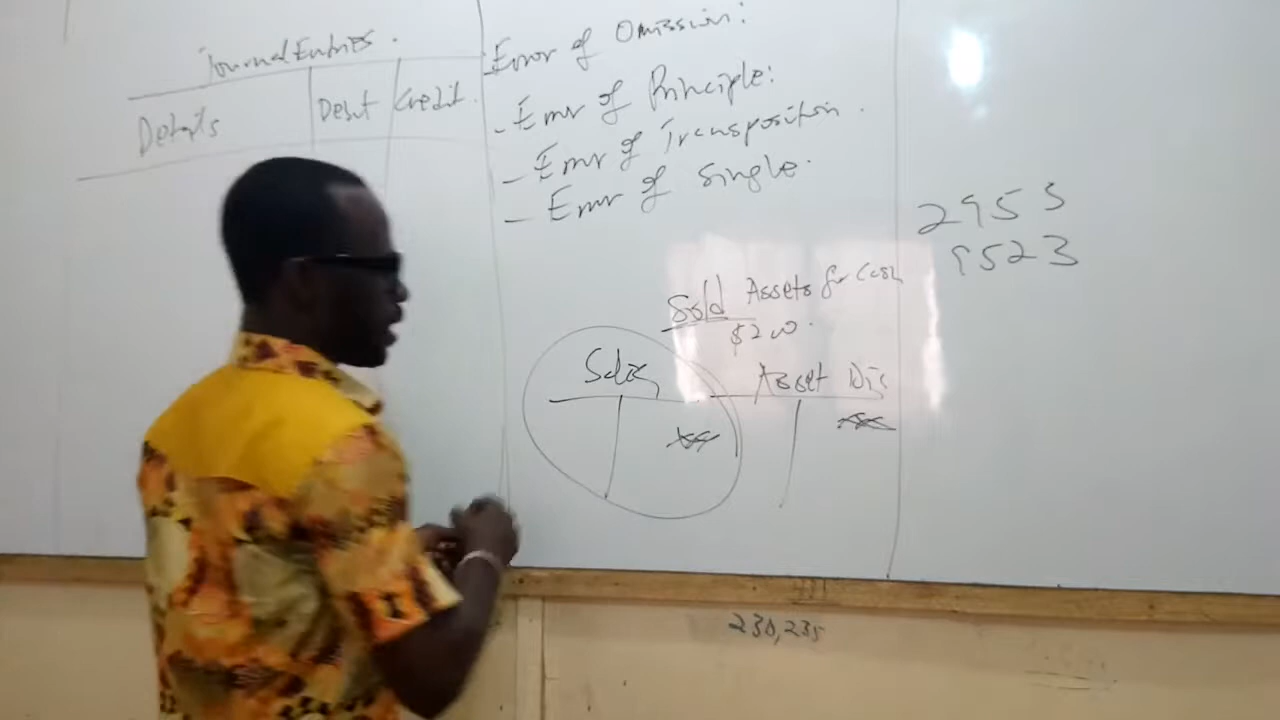 Journal Entries.
Details Debit Credit.
Error of Omission:
- Error of Principle:
- Error of Transposition.
- Error of Single.
2953
9523
Sold Assets for Cash
$200.
Sales
Asset Dis
230,235